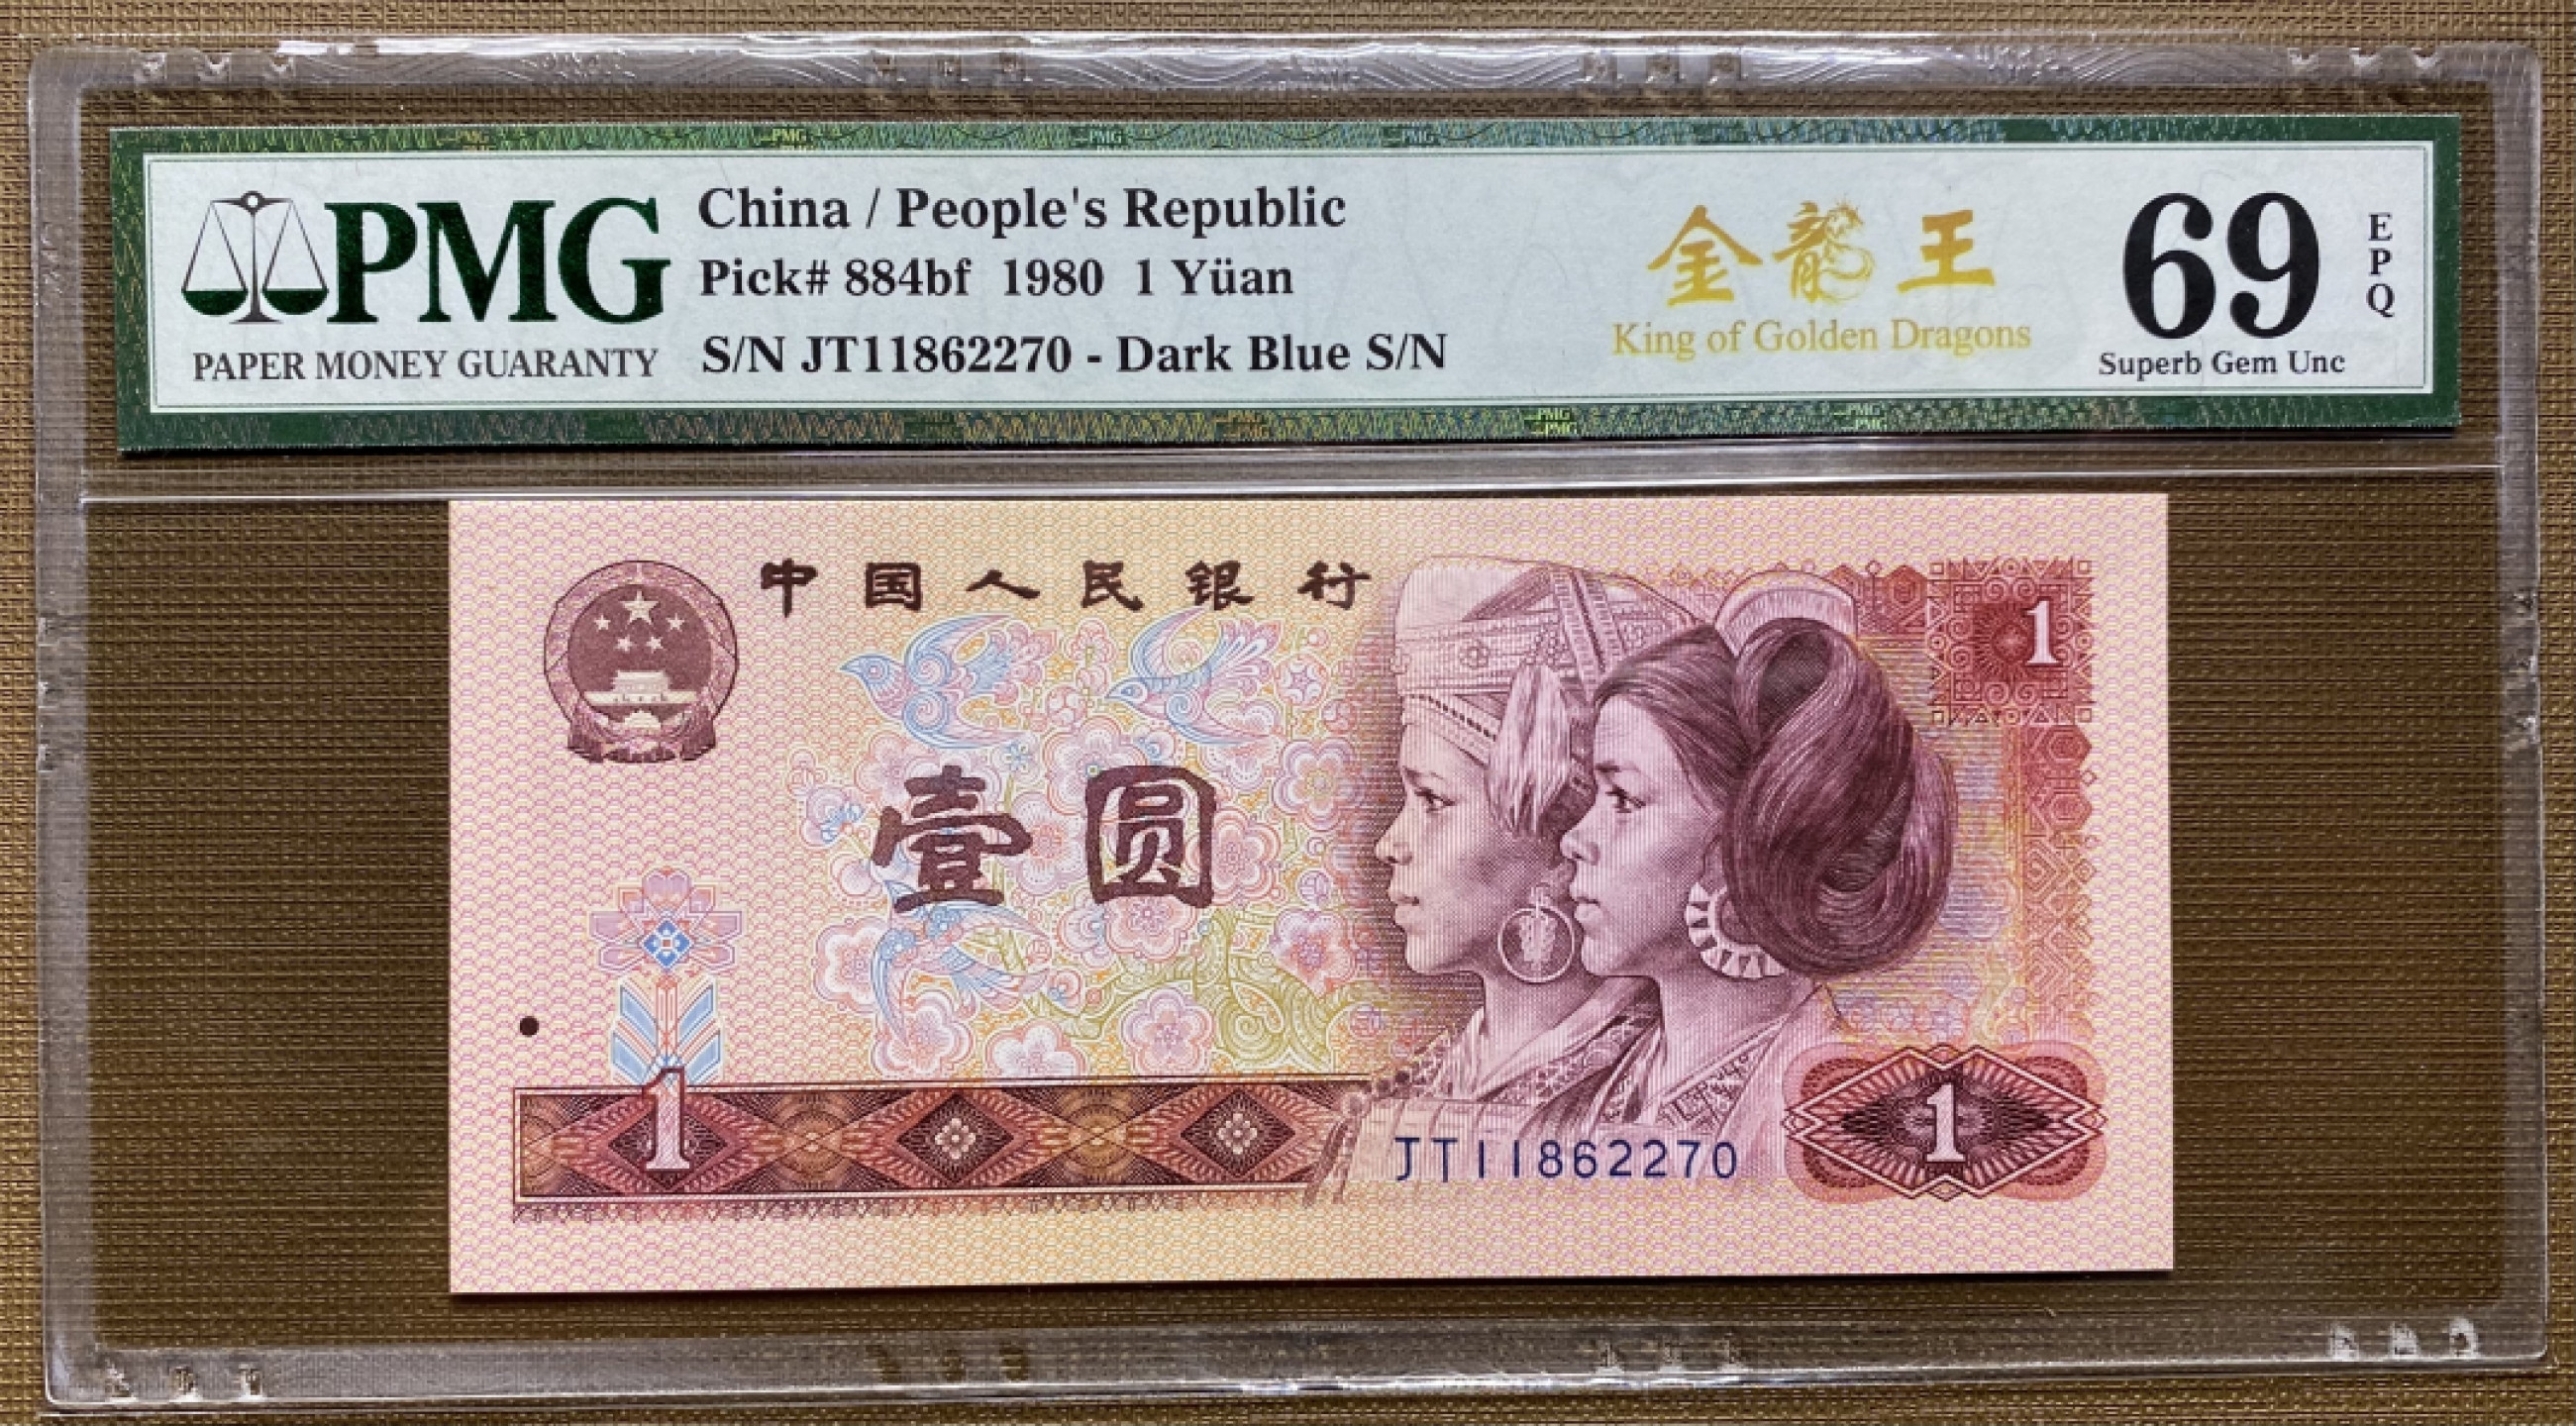 PMG
PAPER MONEY GUARANTY
China / People's Republic
Pick# 884bf 1980 1 Yüan
S/N JT11862270 - Dark Blue S/N
金龍王
King of Golden Dragons
69
EPQ
Superb Gem Unc
中国人民银行
1
壹圆
1
JT11862270
1